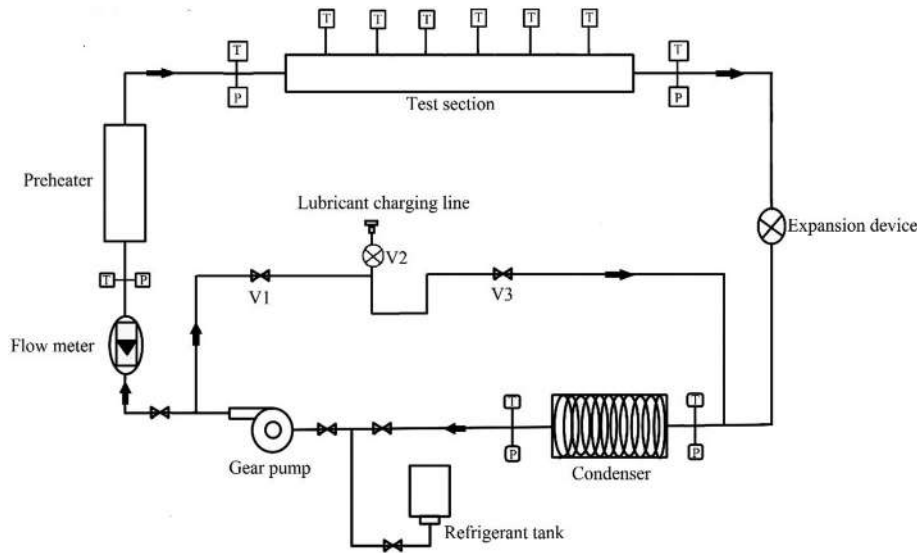 T T T T T T
T T
P P
Test section
Preheater
Lubricant charging line
Expansion device
V2
T P
V1 V3
Flow meter
T T
P P
Gear pump
Condenser
Refrigerant tank